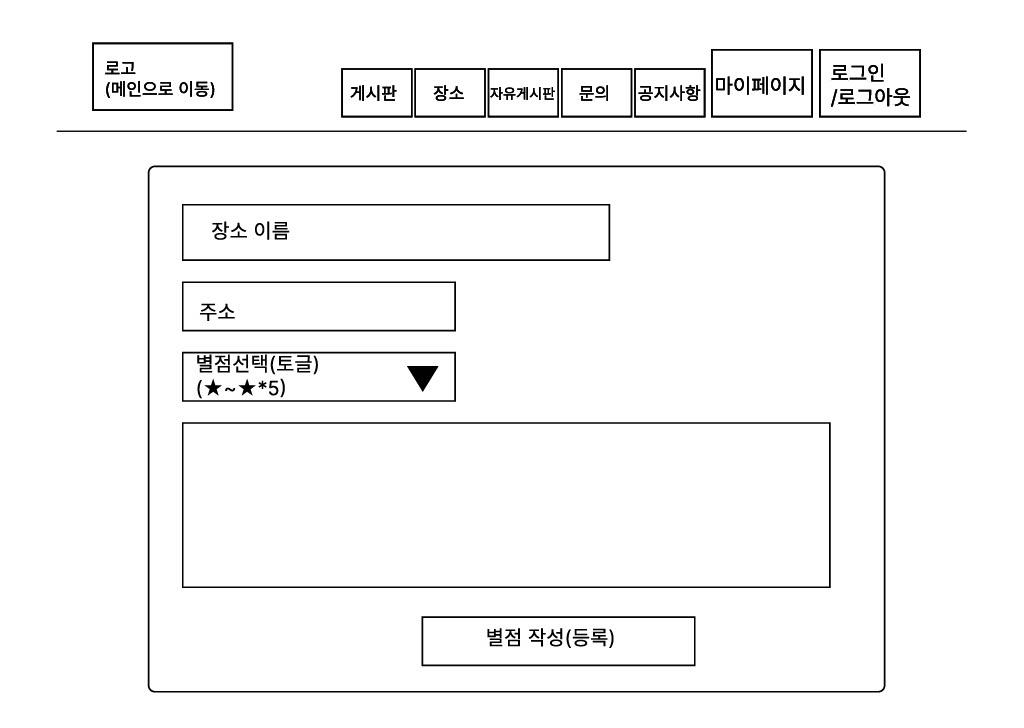 로고
(메인으로 이동)
게시판
장소
자유게시판
문의
공지사항
마이페이지
로그인
/로그아웃
장소 이름
주소
별점선택(토글)
(★~★*5)
별점 작성(등록)